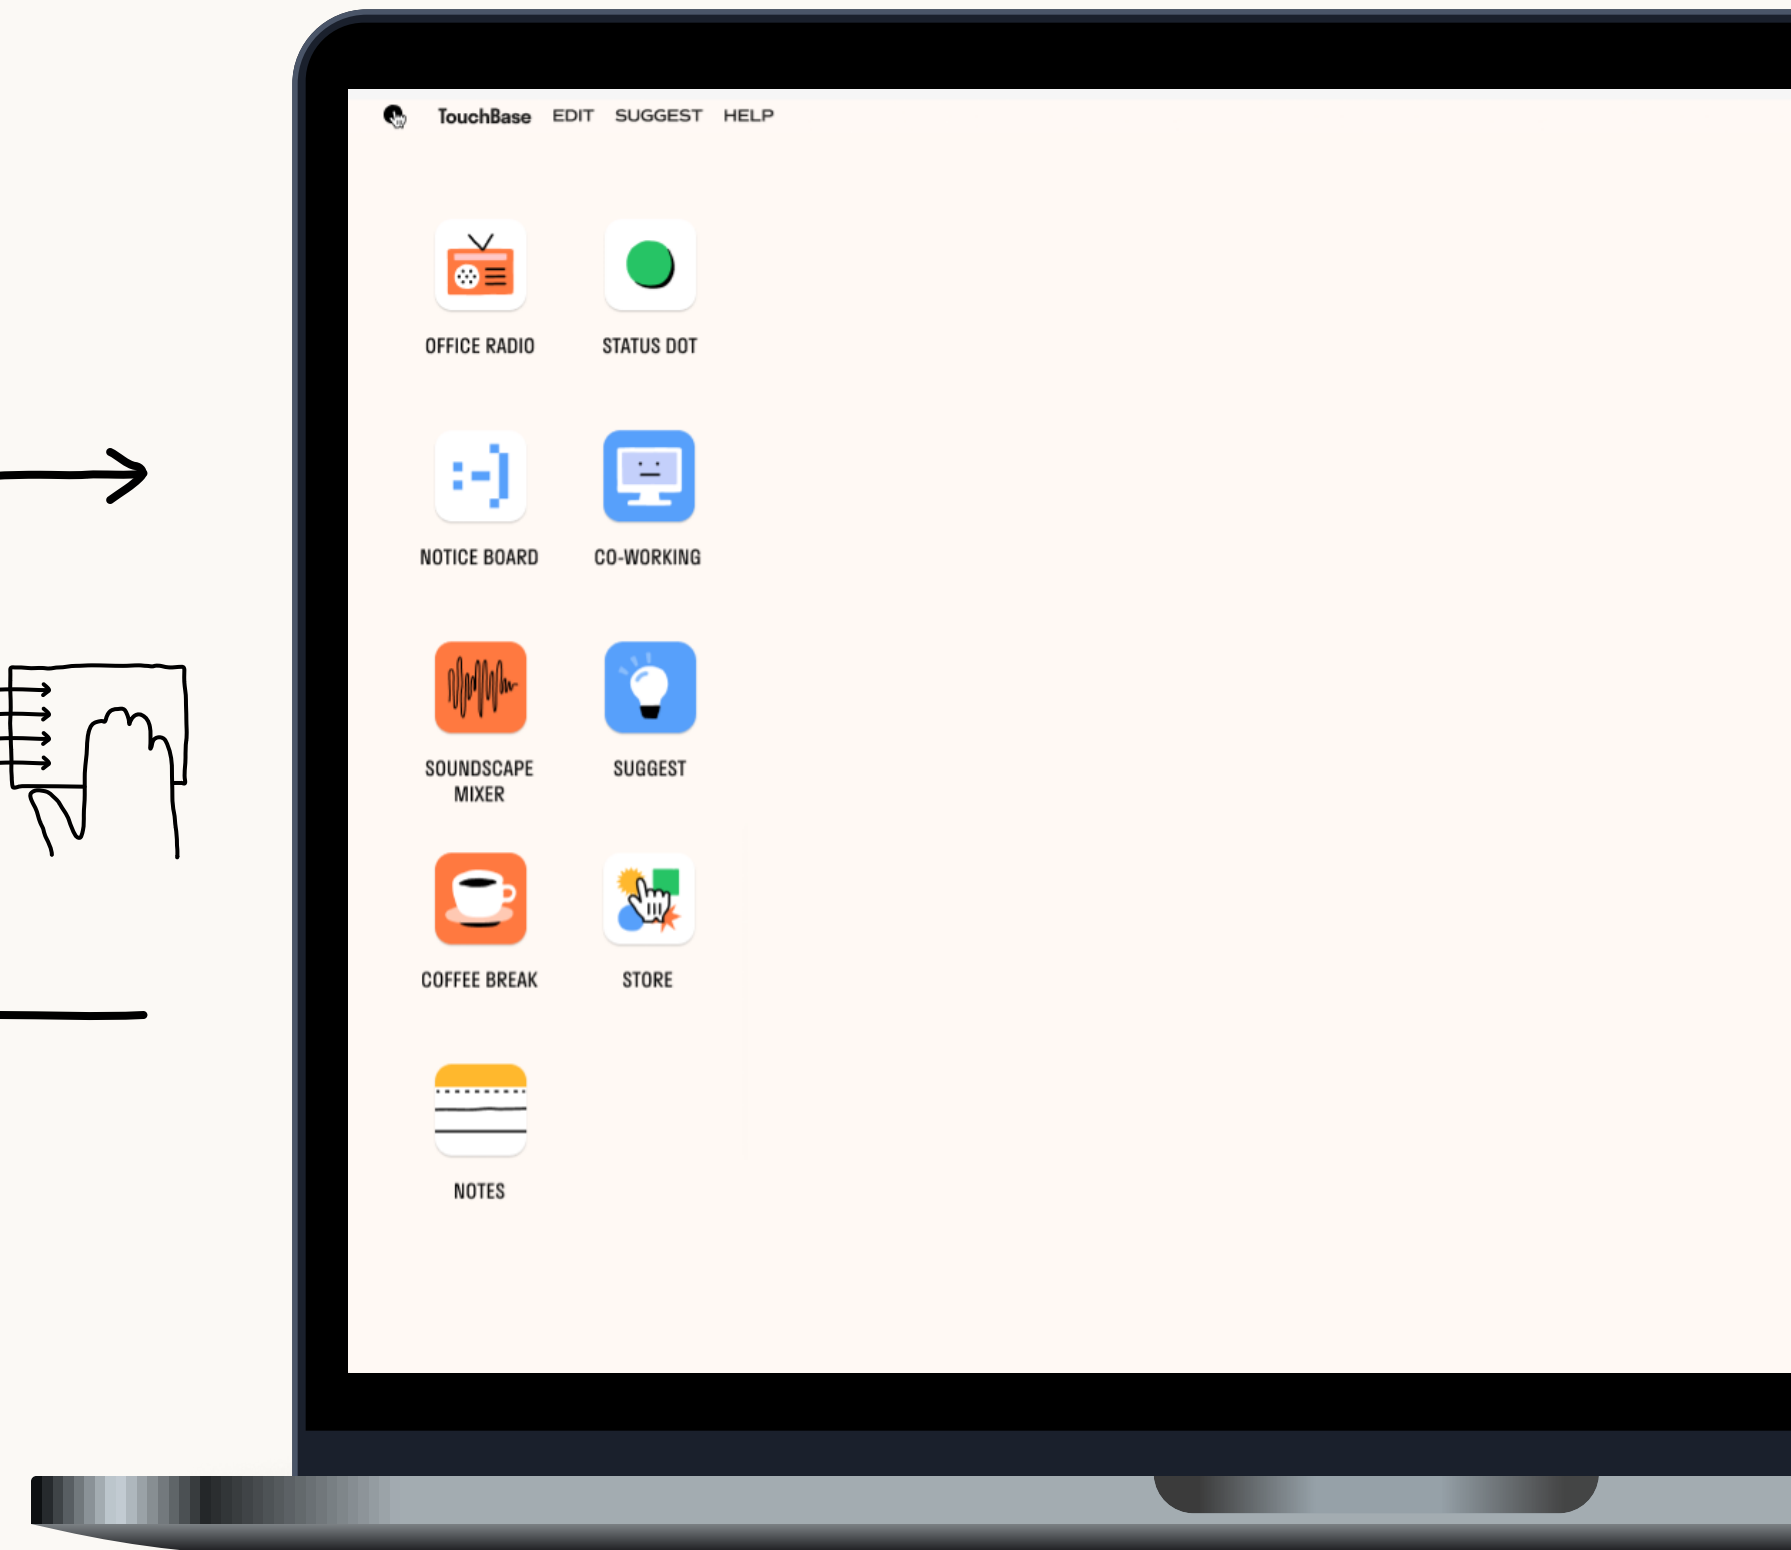 TouchBase EDIT SUGGEST HELP
OFFICE RADIO
STATUS DOT
NOTICE BOARD
CO-WORKING
SOUNDSCAPE
MIXER
SUGGEST
COFFEE BREAK
STORE
NOTES